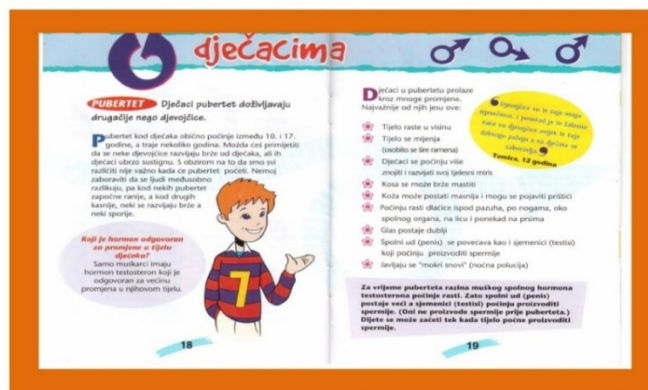 dječacima
PUBERTET Dječaci pubertet doživljavaju
drugačije nego djevojčice.
Pubertet kod dječaka obično počinje između 10. i 17.
godine, a traje nekoliko godina. Možda ćeš primijetiti
da se neke djevojčice razvijaju brže od dječaka, ali ih
dječaci ubrzo sustignu. S obzirom na to da smo svi
različiti nije važno kada će pubertet početi. Nemoj
zaboraviti da se ljudi međusobno
razlikuju, pa kod nekih pubertet
započne ranije, a kod drugih
kasnije, neki se razvijaju brže a
neki sporije.
Koji je hormon odgovoran
za promjene u tijelu
dječaka?
Samo muškarci imaju
hormon testosteron koji je
odgovoran za većinu
promjena u njihovom tijelu.
7
18
Dječaci u pubertetu prolaze
kroz mnoge promjene.
Najvažnije od njih jesu ove:
Tijelo raste u visinu
Tijelo se mijenja
(osobito se šire ramena)
Dječaci se počinju više
znojiti i razvijati svoj tjelesni miris
Kosa se može brže mastiti
Koža može postati masnija i mogu se pojaviti prištići
Počinju rasti dlačice ispod pazuha, po nogama, oko
spolnog organa, na licu i ponekad na prsima
Glas postaje dublji
Spolni ud (penis) se povećava kao i sjemenici (testisi)
koji počinju proizvoditi spermije
Javljaju se "mokri snovi" (noćna polucija)
Tomica, 12 godina
Za vrijeme puberteta razina muškog spolnog hormona
testosterona počinje rasti. Zato spolni ud (penis)
postaje veći a sjemenici (testisi) počinju proizvoditi
spermije. (Oni ne proizvode spermije prije puberteta.)
Dijete se može začeti tek kada tijelo počne proizvoditi
spermije.
19